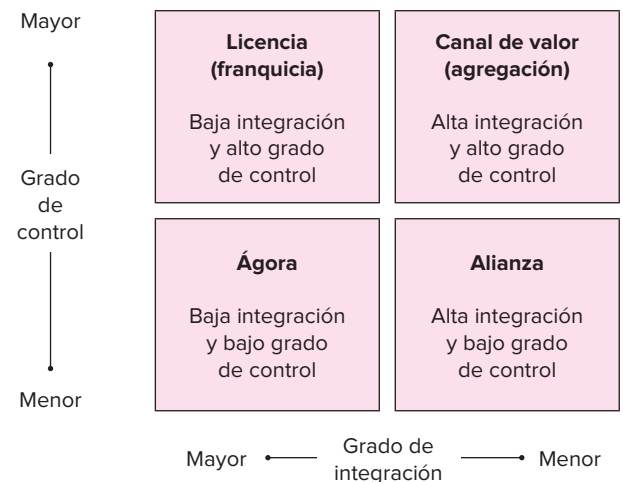 Mayor
Grado
de
control
Menor
Licencia
(franquicia)
Baja integración
y alto grado
de control
Canal de valor
(agregación)
Alta integración
y alto grado
de control
Ágora
Baja integración
y bajo grado
de control
Alianza
Alta integración
y bajo grado
de control
Mayor
Grado de
integración
Menor